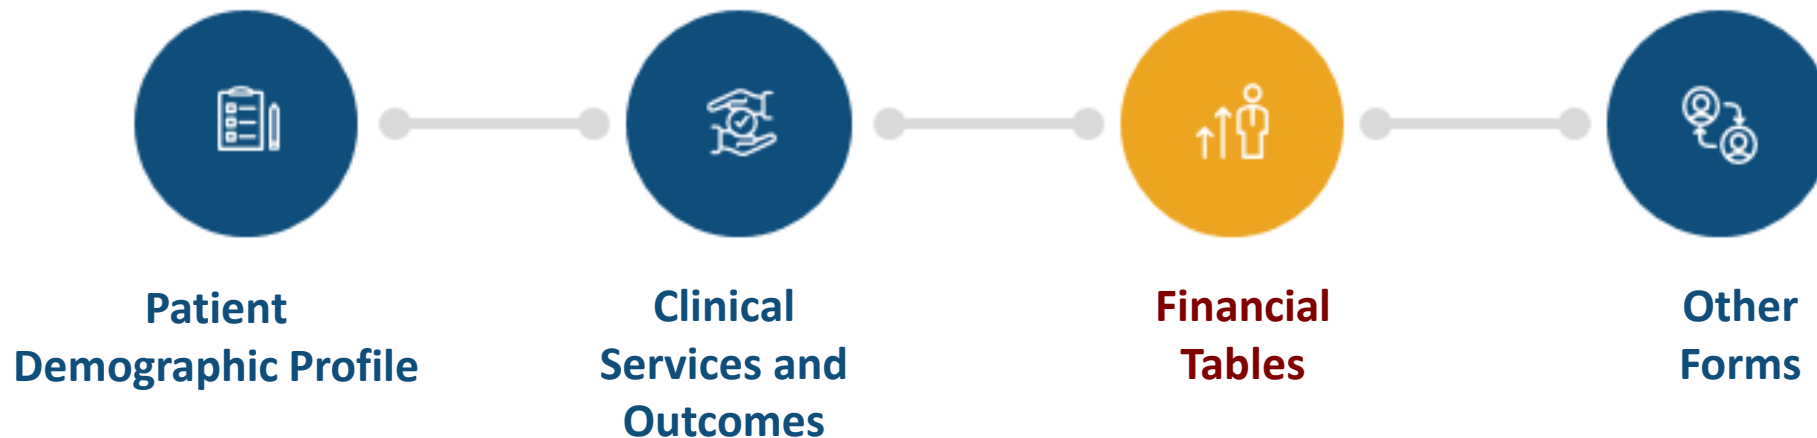 Patient
Demographic Profile
Clinical
Services and
Outcomes
Financial
Tables
Other
Forms